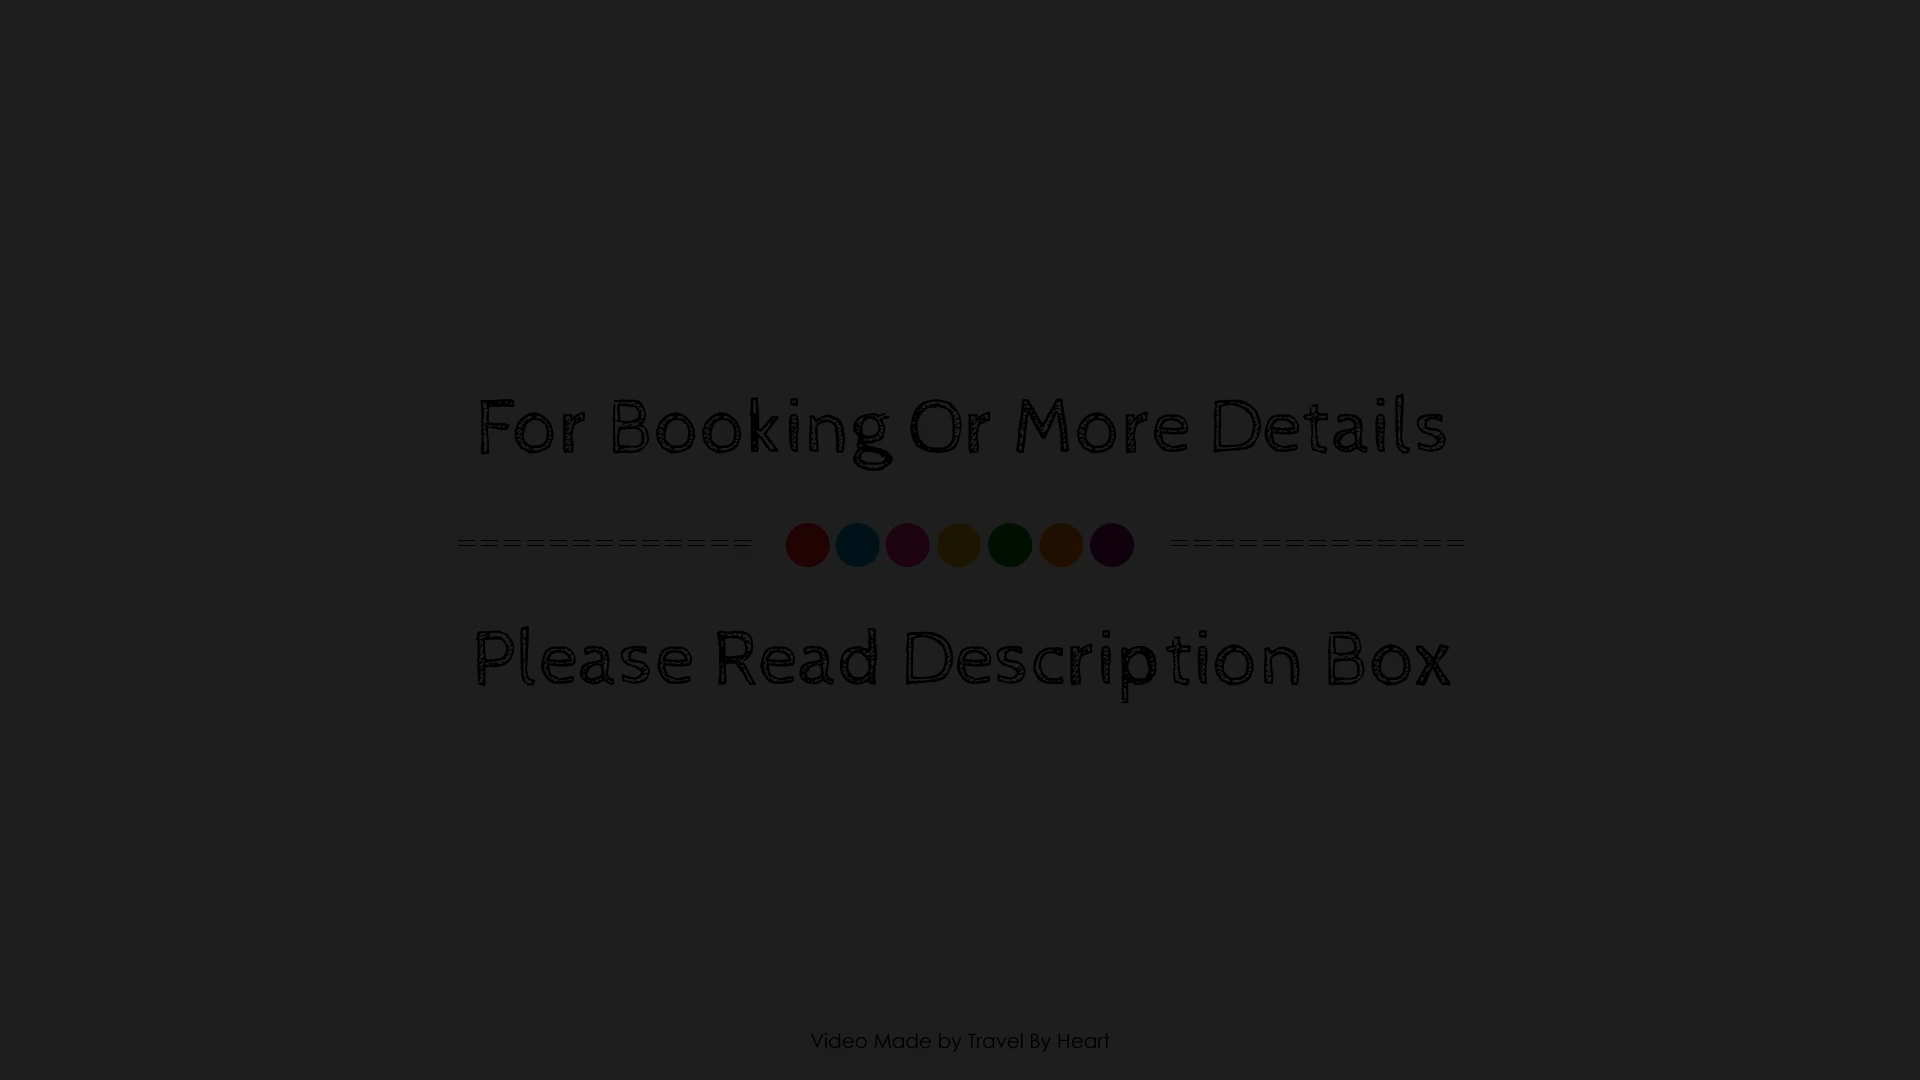 For Booking Or More Details
============= =============
Please Read Description Box
Video Made by Travel By Heart